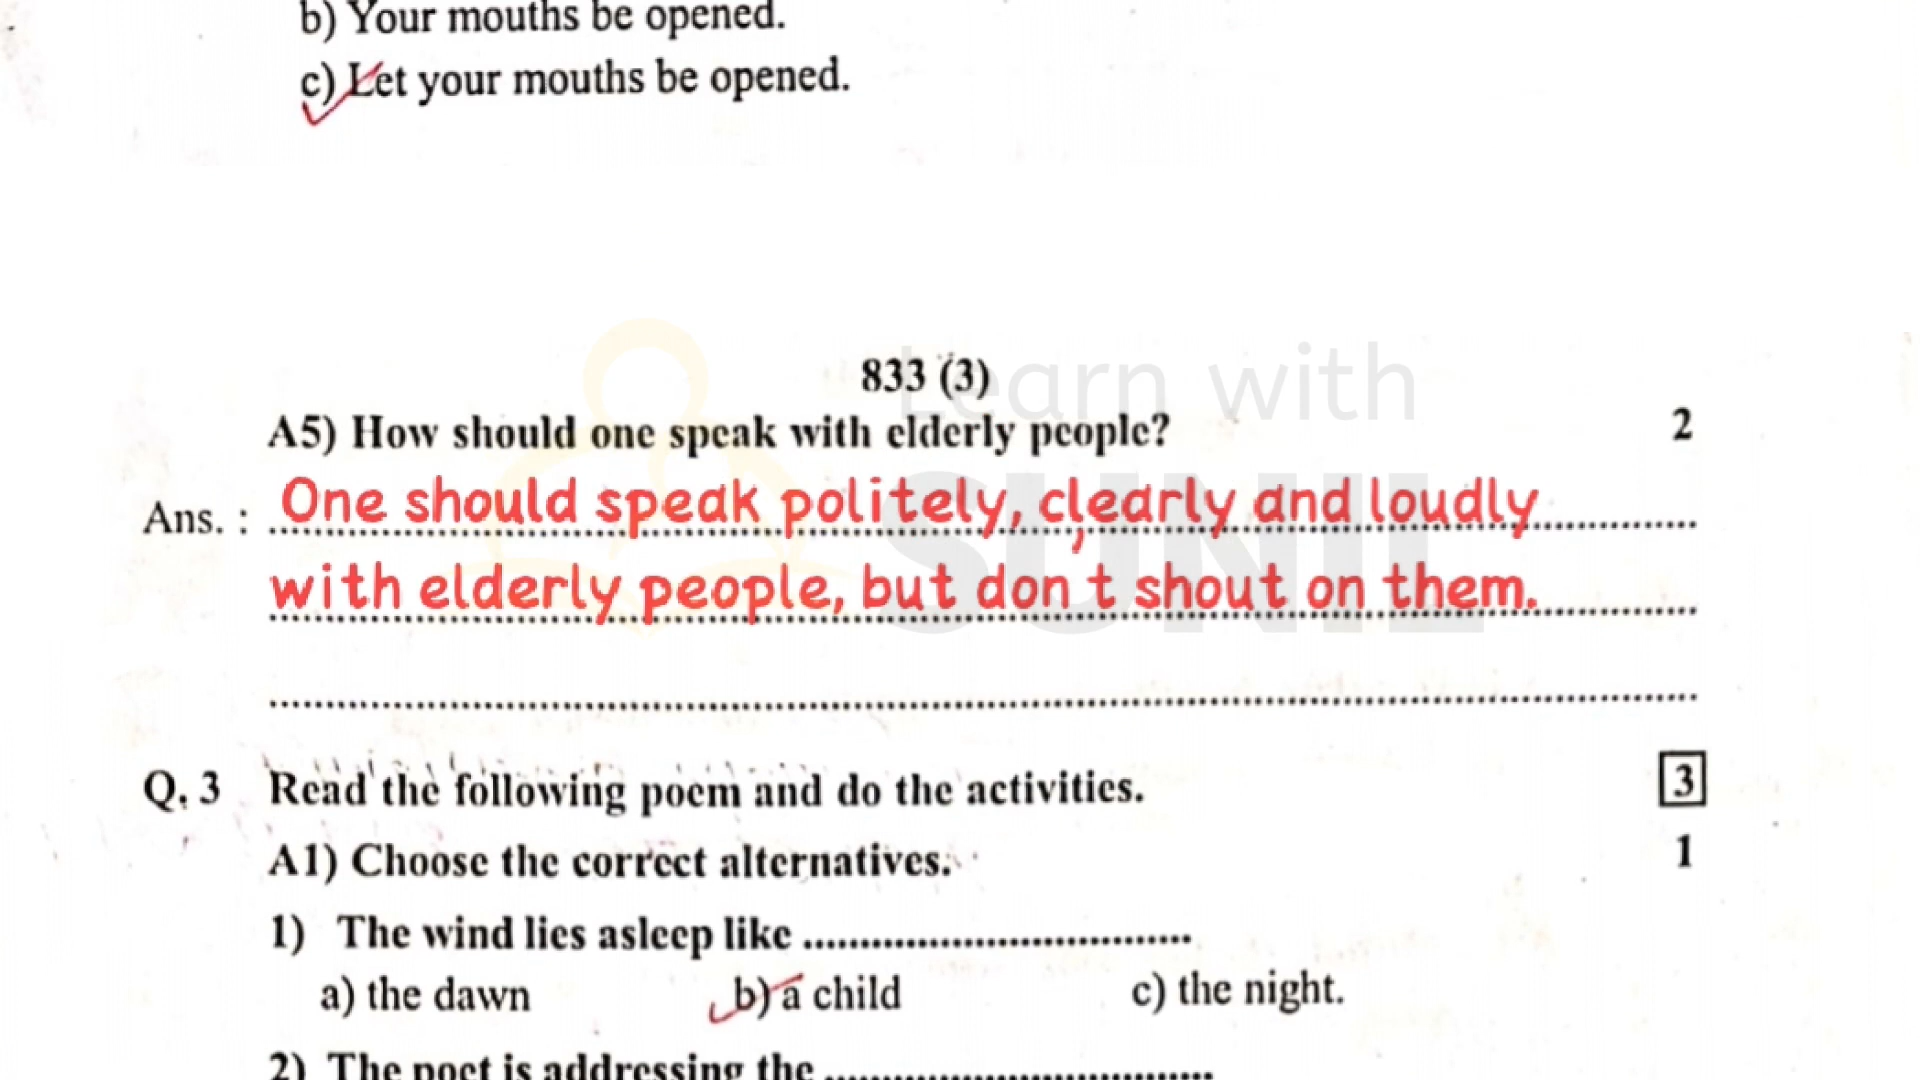 b) Your mouths be opened.
c) Let your mouths be opened.
Learn with
SUNIL
833 (3)
A5) How should one speak with elderly people? 2
Ans. : One should speak politely, clearly and loudly
with elderly people, but don't shout on them.
Q. 3 Read the following poem and do the activities. 3
A1) Choose the correct alternatives. 1
1) The wind lies asleep like ..................................
a) the dawn b) a child c) the night.
2) The poet is addressing the ..................................